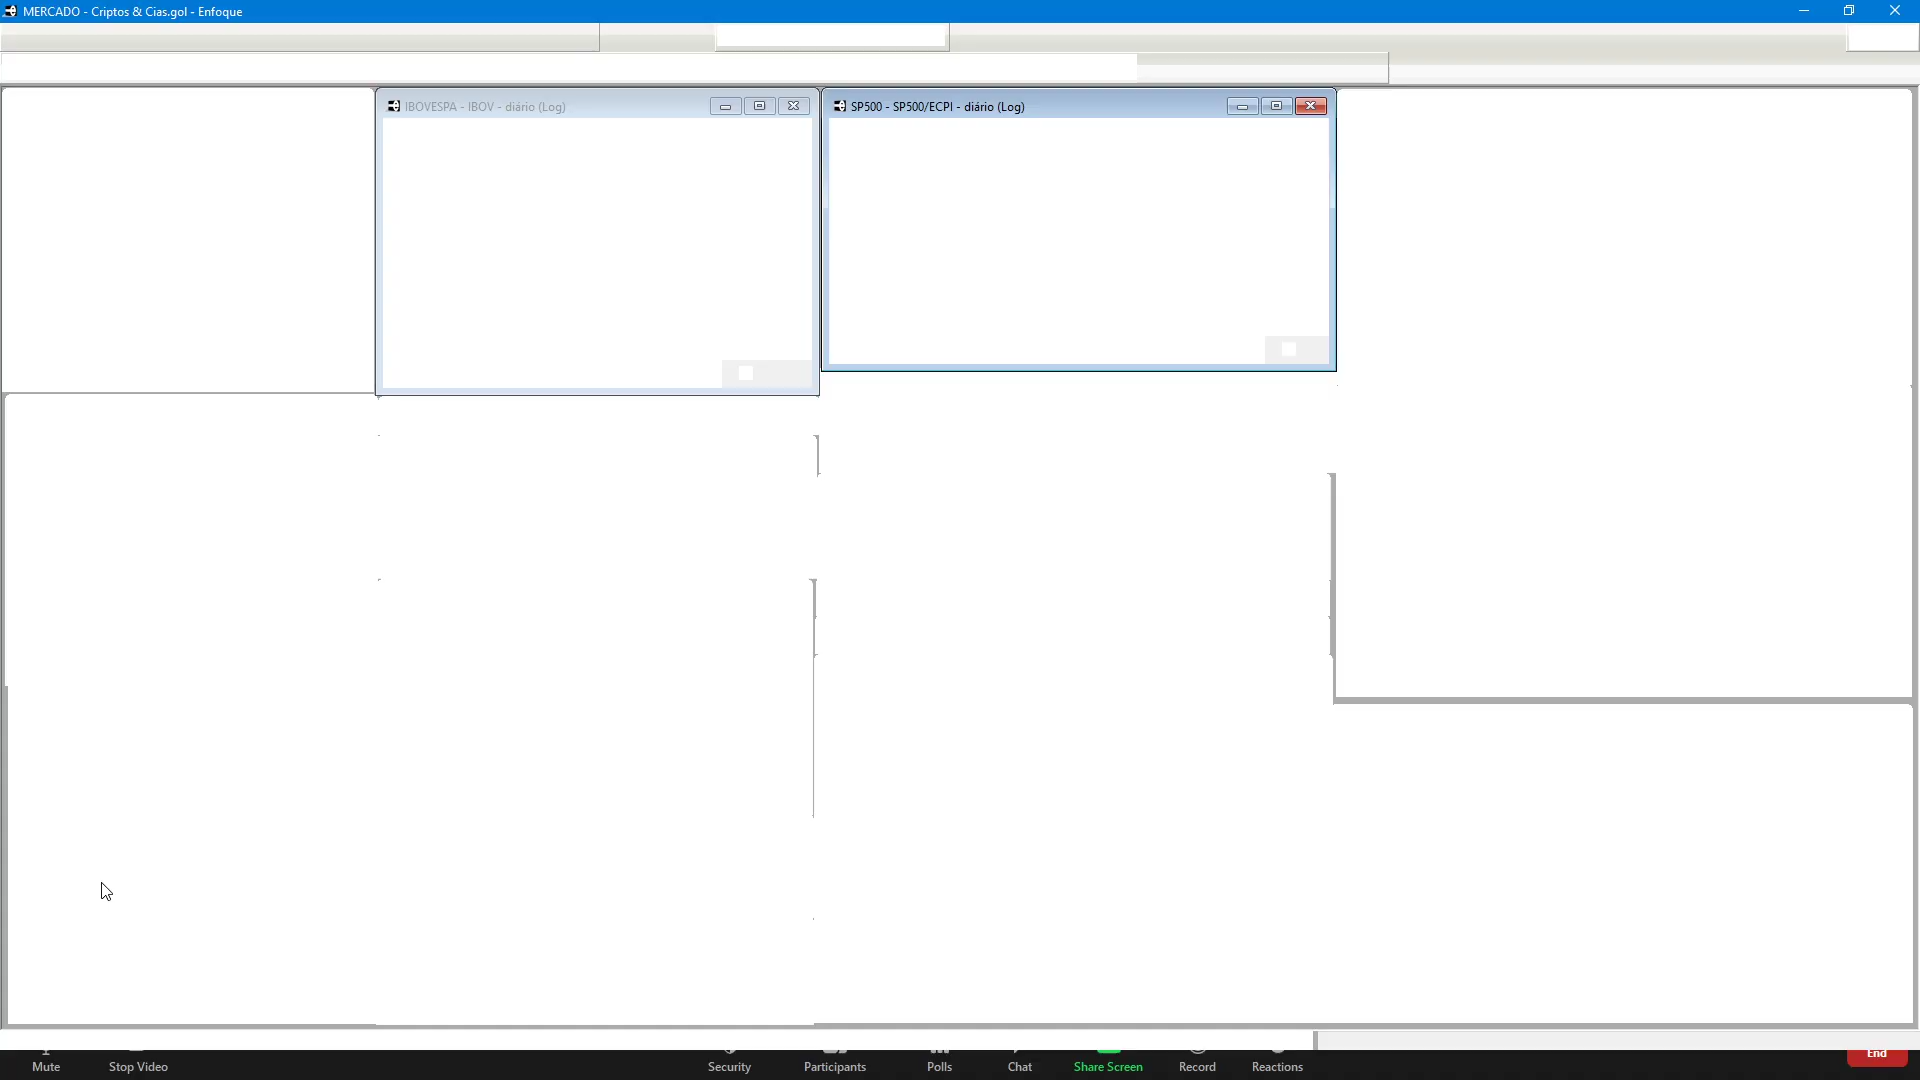 MERCADO - Criptos & Cias.gol - Enfoque
IBOVESPA - IBOV - diário (Log)
SP500 - SP500/ECPI - diário (Log)
Mute
Stop Video
Security
Participants
Polls
Chat
Share Screen
Record
Reactions
End